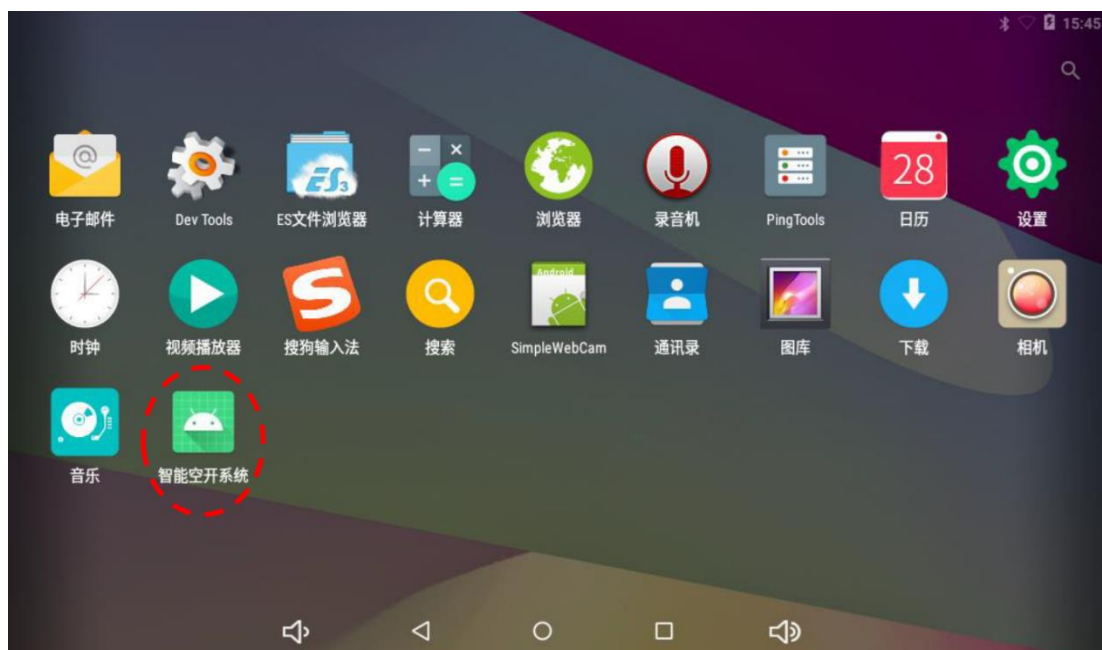 15:45
电子邮件
Dev Tools
ES文件浏览器
计算器
浏览器
录音机
PingTools
28
日历
设置
时钟
视频播放器
搜狗输入法
搜索
Android
SimpleWebCam
通讯录
图库
下载
相机
音乐
智能空开系统